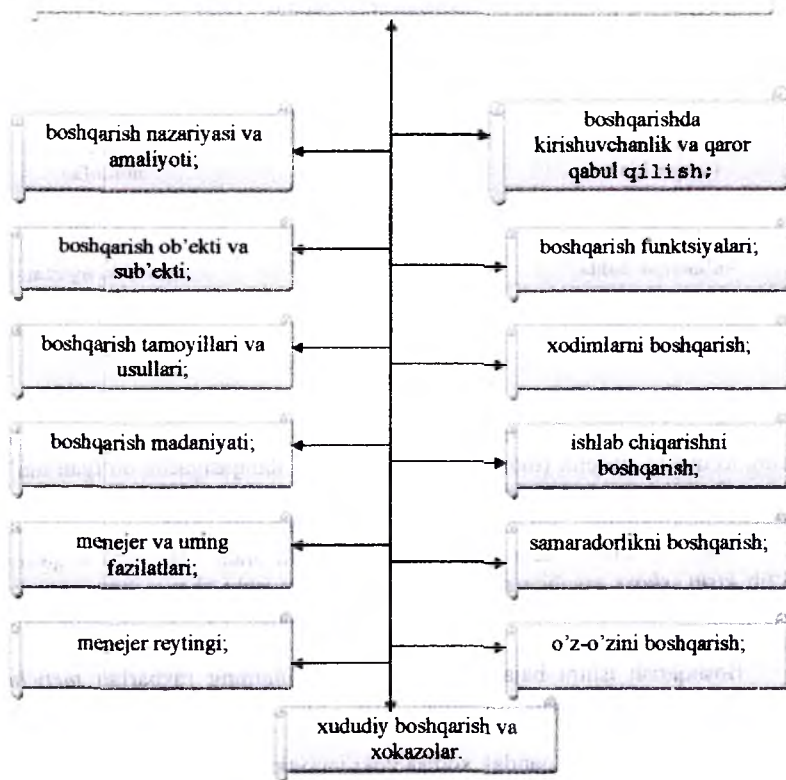 boshqarish nazariyasi va
amaliyoti;
boshqarishda
kirishuvchanlik va qaror
qabul qilish;
boshqarish ob'ekti va
sub'ekti;
boshqarish funktsiyalari;
boshqarish tamoyillari va
usullari;
xodimlarni boshqarish;
boshqarish madaniyati;
ishlab chiqarishni
boshqarish;
menejer va uning
fazilatlari;
samaradorlikni boshqarish;
menejer reytingi;
o'z-o'zini boshqarish;
xududiy boshqarish va
xokazolar.